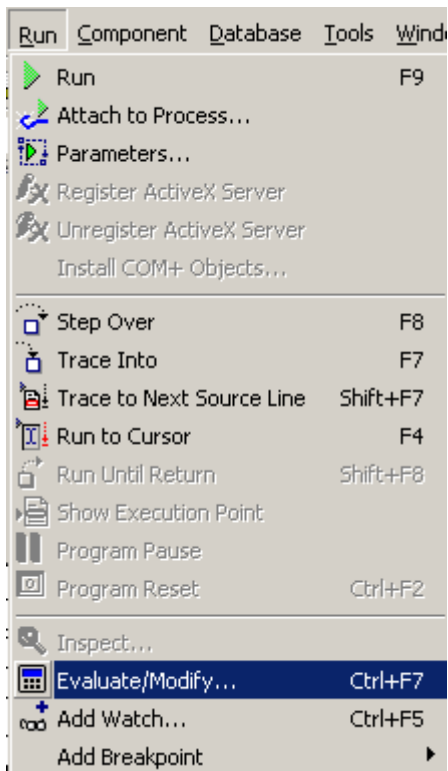 Run Component Database Tools Wind
Run F9
Attach to Process...
Parameters...
Register ActiveX Server
Unregister ActiveX Server
Install COM+ Objects...
Step Over F8
Trace Into F7
Trace to Next Source Line Shift+F7
Run to Cursor F4
Run Until Return Shift+F8
Show Execution Point
Program Pause
Program Reset Ctrl+F2
Inspect...
Evaluate/Modify... Ctrl+F7
Add Watch... Ctrl+F5
Add Breakpoint